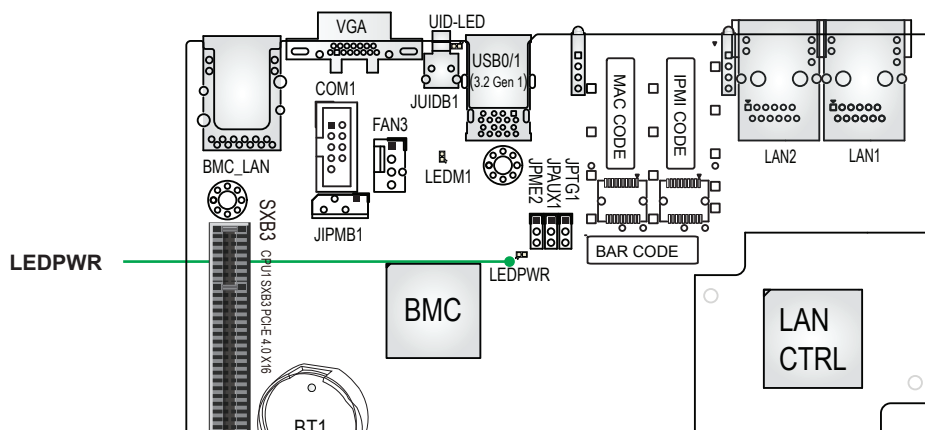 VGA
UID-LED
USB0/1
(3.2 Gen 1)
COM1
JUIDB1
MAC CODE
IPMI CODE
FAN3
BMC_LAN
LEDM1
LAN2
LAN1
JPME2
JPAUX1
JPTG1
SXB3
CPU1 SXB3 PCI-E 4.0 X16
JIPMB1
BAR CODE
LEDPWR
LEDPWR
BMC
LAN
CTRL
BT1